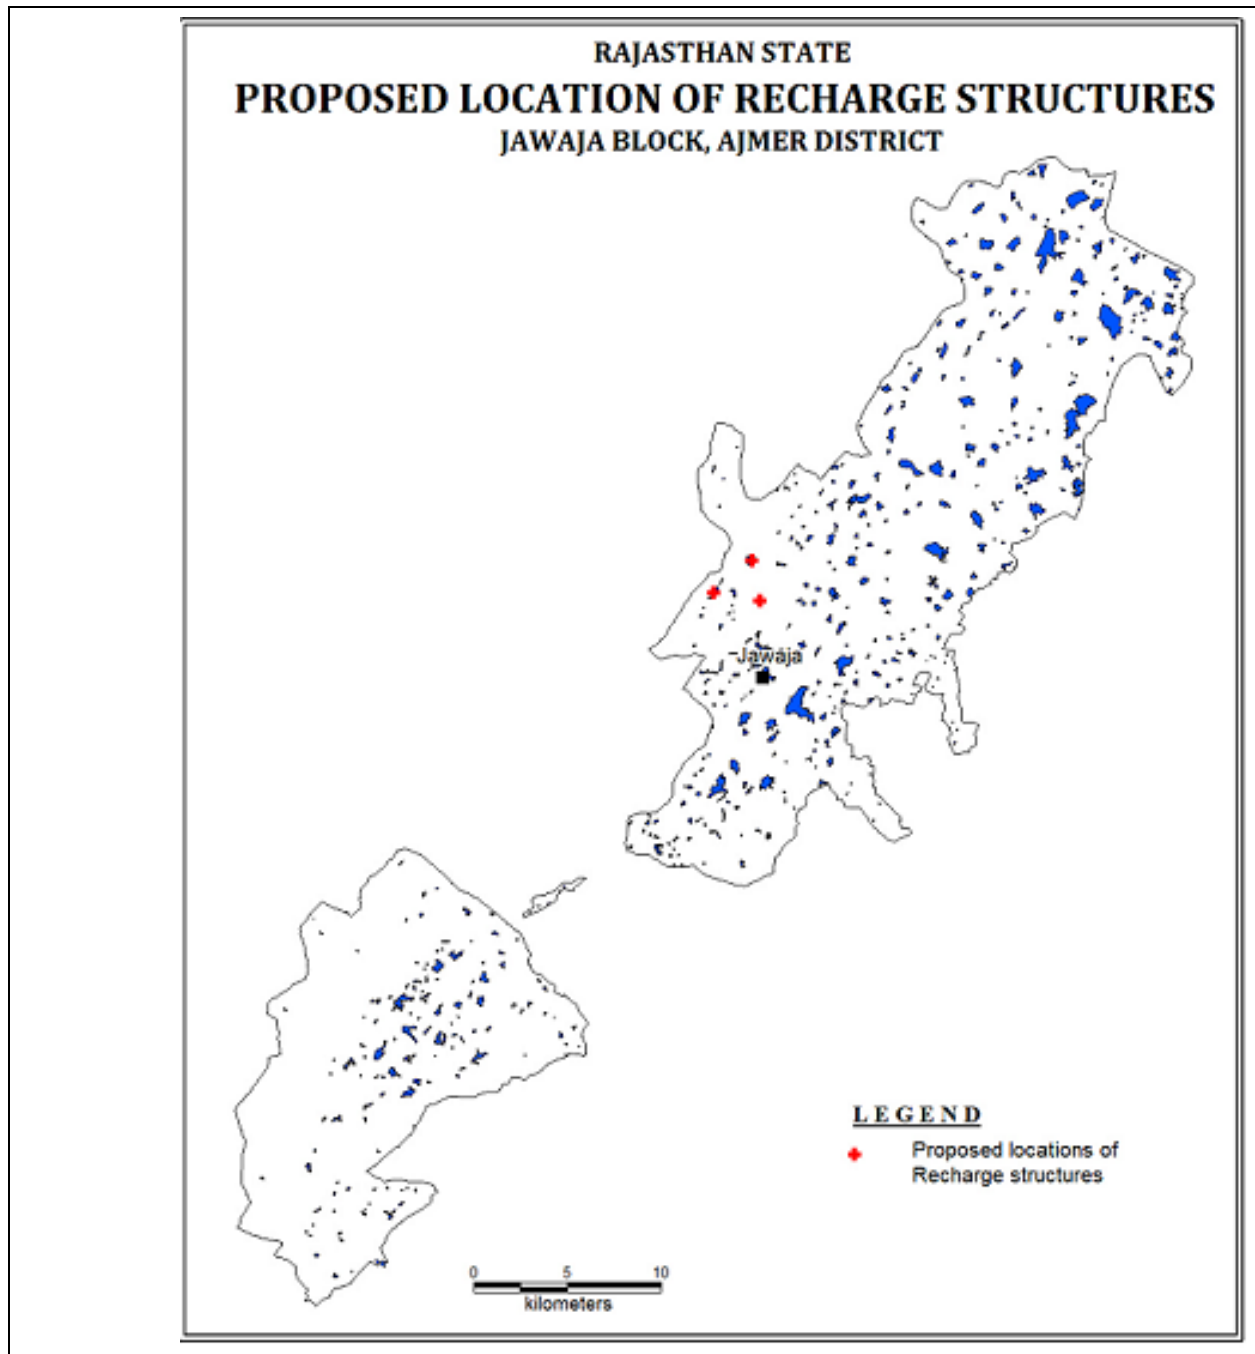 RAJASTHAN STATE
PROPOSED LOCATION OF RECHARGE STRUCTURES
JAWAJA BLOCK, AJMER DISTRICT
Jawaja
LEGEND
Proposed locations of
Recharge structures
0 5 10
kilometers